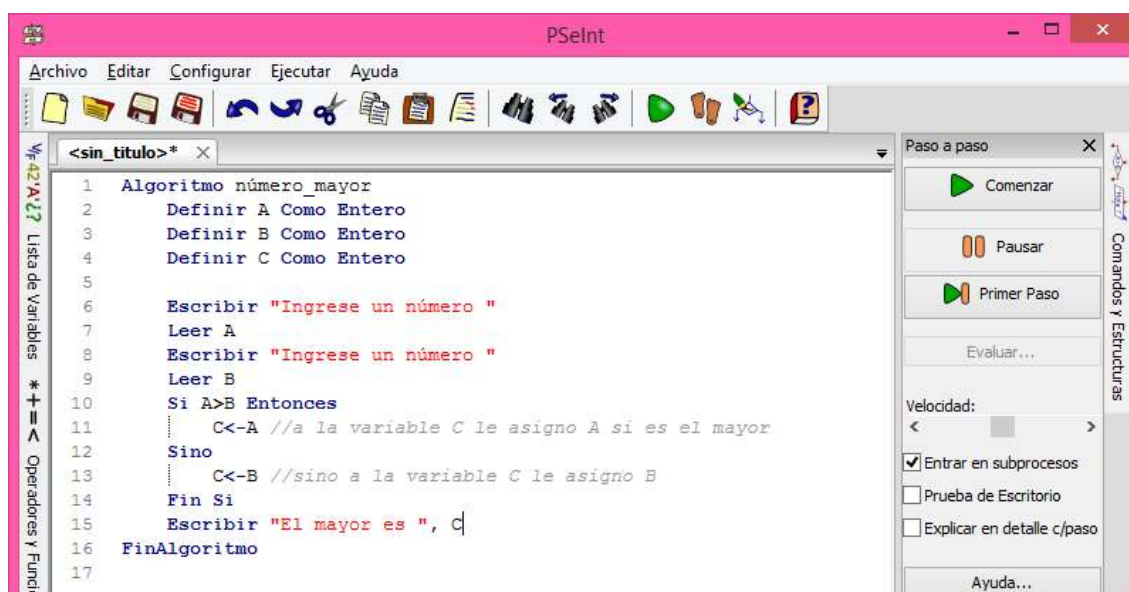 PSeInt
Archivo Editar Configurar Ejecutar Ayuda
<sin_titulo>*
1 Algoritmo número_mayor
2 Definir A Como Entero
3 Definir B Como Entero
4 Definir C Como Entero
5
6 Escribir "Ingrese un número "
7 Leer A
8 Escribir "Ingrese un número "
9 Leer B
10 Si A>B Entonces
11 C<-A //a la variable C le asigno A si es el mayor
12 Sino
13 C<-B //sino a la variable C le asigno B
14 Fin Si
15 Escribir "El mayor es ", C
16 FinAlgoritmo
17
Lista de Variables
*+=< Operadores y Funci
Paso a paso
Comenzar
Pausar
Primer Paso
Evaluar...
Velocidad:
Entrar en subprocesos
Prueba de Escritorio
Explicar en detalle c/paso
Ayuda...
Comandos y Estructuras